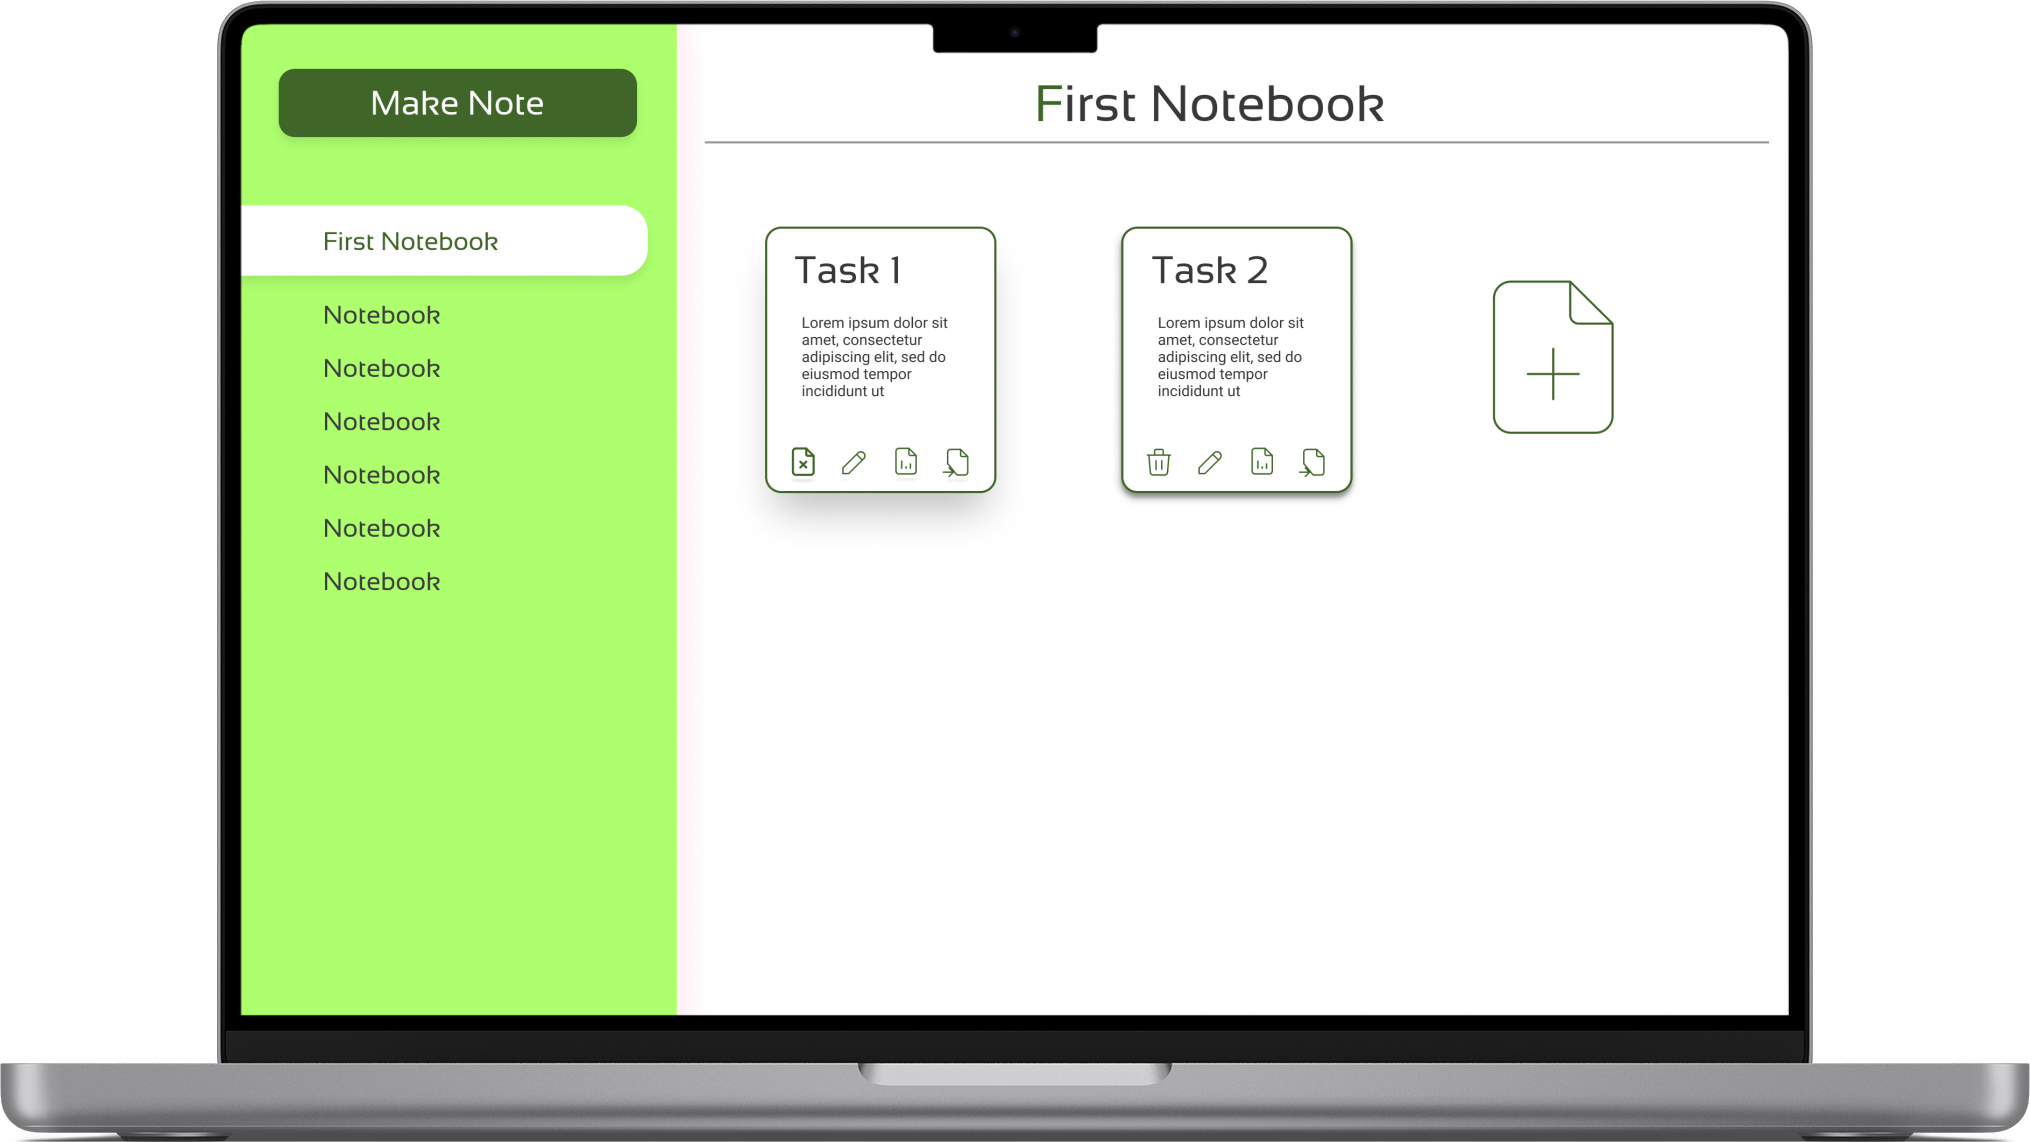 Make Note
First Notebook
Notebook
Notebook
Notebook
Notebook
Notebook
Notebook
First Notebook
Task 1
Lorem ipsum dolor sit
amet, consectetur
adipiscing elit, sed do
eiusmod tempor
incididunt ut
Task 2
Lorem ipsum dolor sit
amet, consectetur
adipiscing elit, sed do
eiusmod tempor
incididunt ut